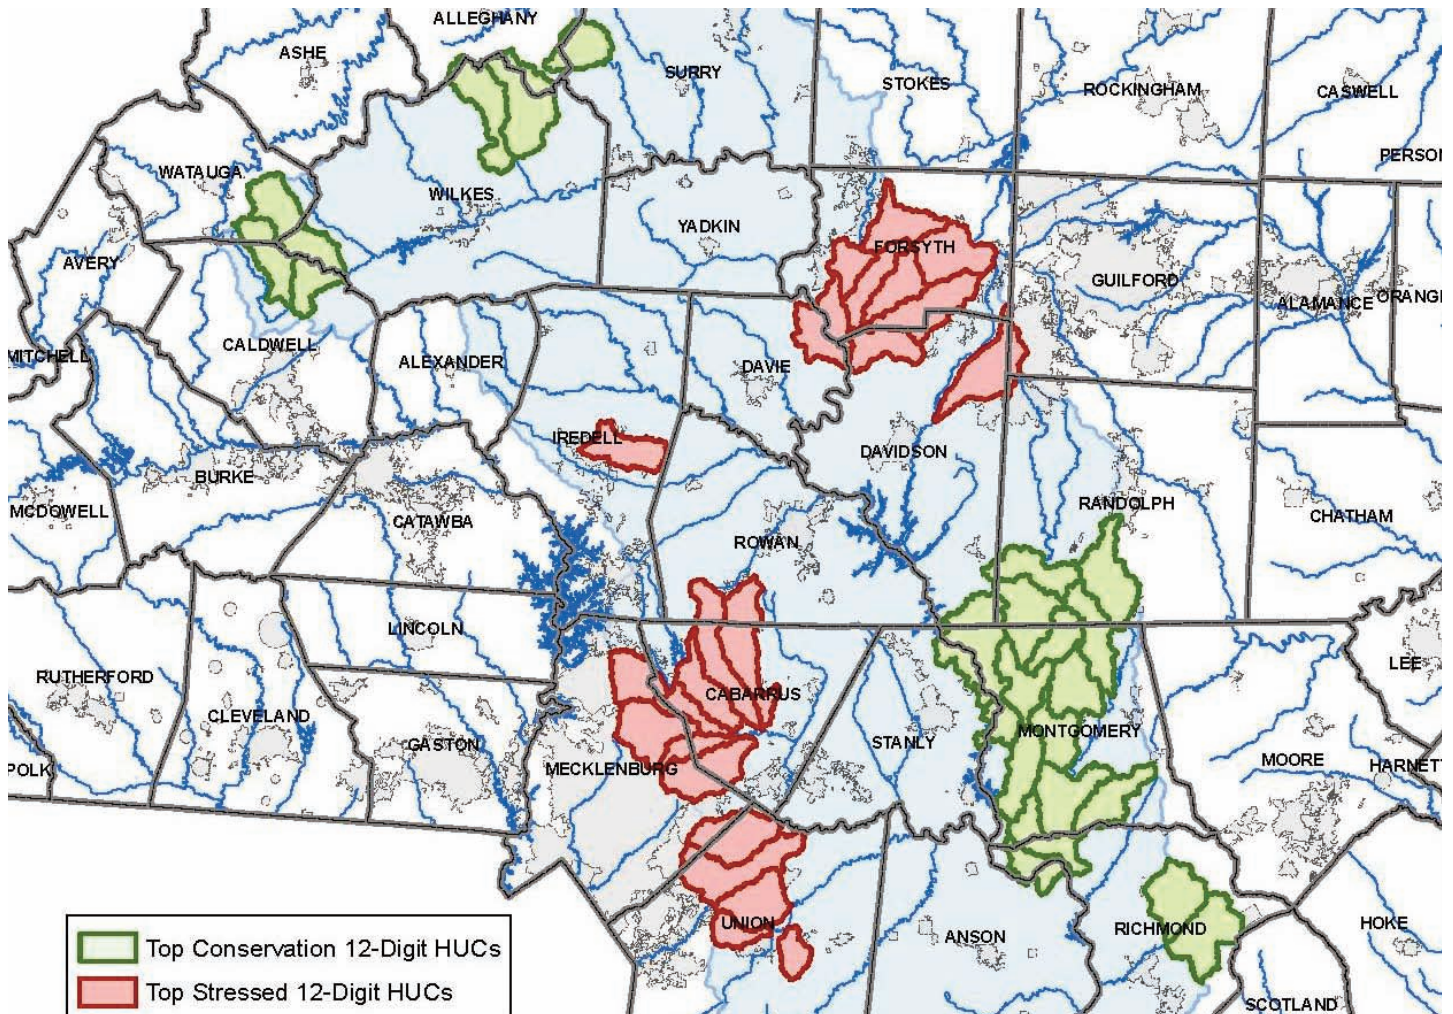 ALLEGHANY
ASHE
SURRY
STOKES
ROCKINGHAM
CASWELL
PERSON
WATAUGA
WILKES
YADKIN
FORSYTH
AVERY
GUILFORD
ALAMANCE
ORANG
MITCHELL
CALDWELL
ALEXANDER
DAVIE
IREDELL
DAVIDSON
BURKE
RANDOLPH
MCDOWELL
CATAWBA
CHATHAM
ROWAN
LINCOLN
LEE
RUTHERFORD
CABARRUS
CLEVELAND
GASTON
MONTGOMERY
STANLY
MOORE
POLK
MECKLENBURG
HARNETT
UNION
ANSON
RICHMOND
HOKE
SCOTLAND
Top Conservation 12-Digit HUCs
Top Stressed 12-Digit HUCs